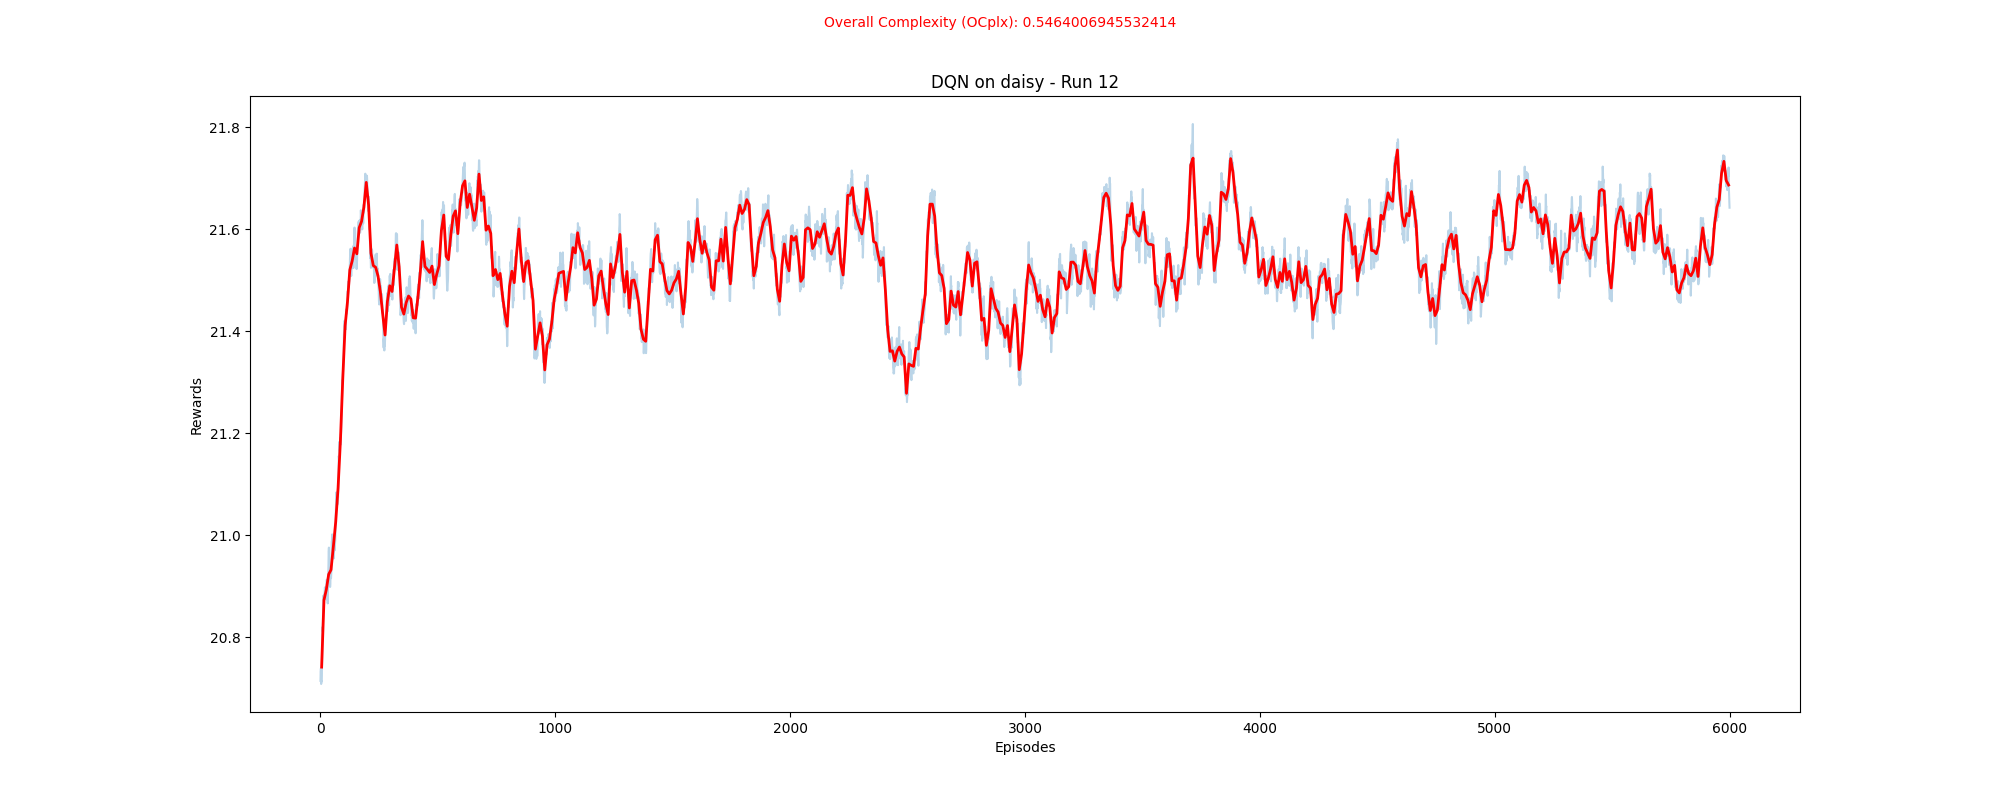 Overall Complexity (OCplx): 0.5464006945532414
DQN on daisy - Run 12
21.8
21.6
21.4
21.2
21.0
20.8
Rewards
0 1000 2000 3000 4000 5000 6000
Episodes